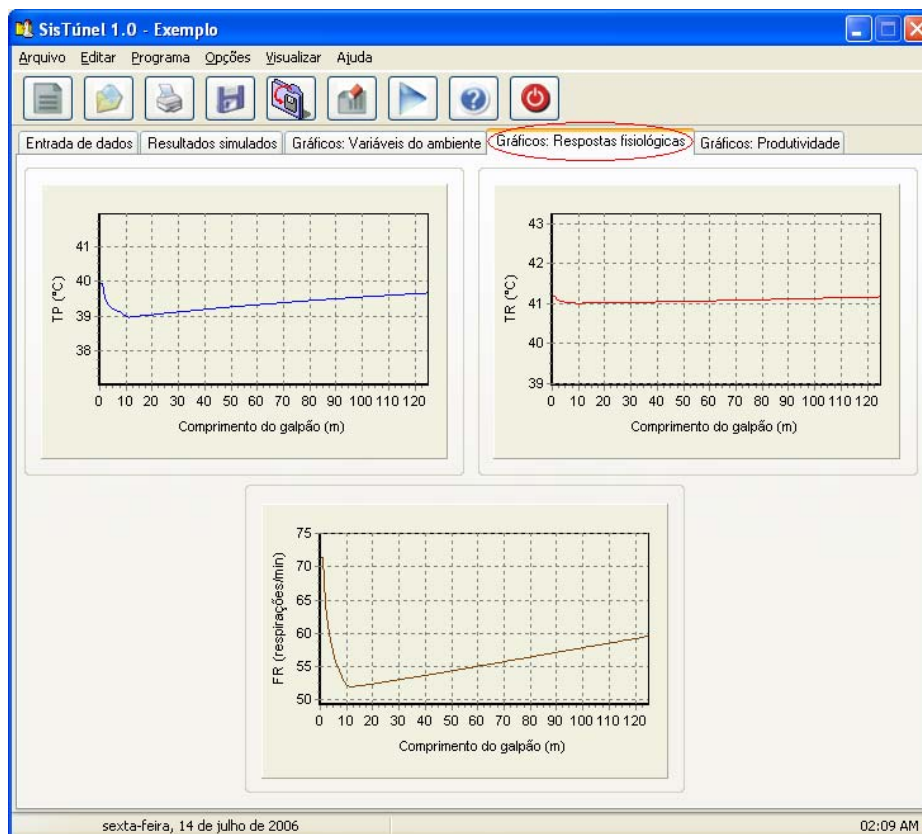 SisTúnel 1.0 - Exemplo
Arquivo Editar Programa Opções Visualizar Ajuda
Entrada de dados Resultados simulados Gráficos: Variáveis do ambiente Gráficos: Respostas fisiológicas Gráficos: Produtividade
TP (°C)
41
40
39
38
0 10 20 30 40 50 60 70 80 90 100 110 120
Comprimento do galpão (m)
TR (°C)
43
42
41
40
39
0 10 20 30 40 50 60 70 80 90 100 110 120
Comprimento do galpão (m)
FR (respirações/min)
75
70
65
60
55
50
0 10 20 30 40 50 60 70 80 90 100 110 120
Comprimento do galpão (m)
sexta-feira, 14 de julho de 2006 02:09 AM